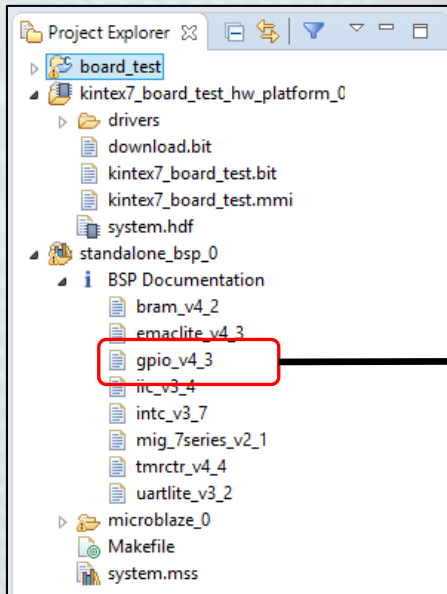 Project Explorer
board_test
kintex7_board_test_hw_platform_0
drivers
download.bit
kintex7_board_test.bit
kintex7_board_test.mmi
system.hdf
standalone_bsp_0
BSP Documentation
bram_v4_2
emaclite_v4_3
gpio_v4_3
iic_v3_4
intc_v3_7
mig_7series_v2_1
tmrctr_v4_4
uartlite_v3_2
microblaze_0
Makefile
system.mss